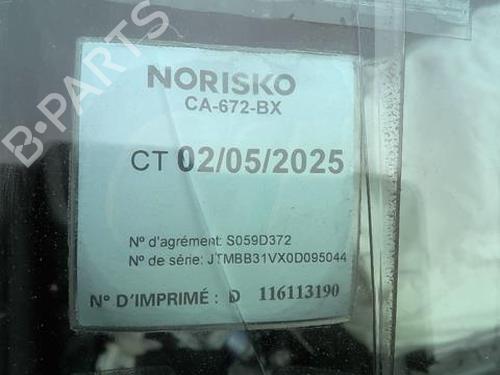 NORISKO
CA-672-BX
CT 02/05/2025
N° d'agrément: S059D372
N° de série: JTMBB31VX0D095044
N° D'IMPRIMÉ : D 116113190
B-PARTS